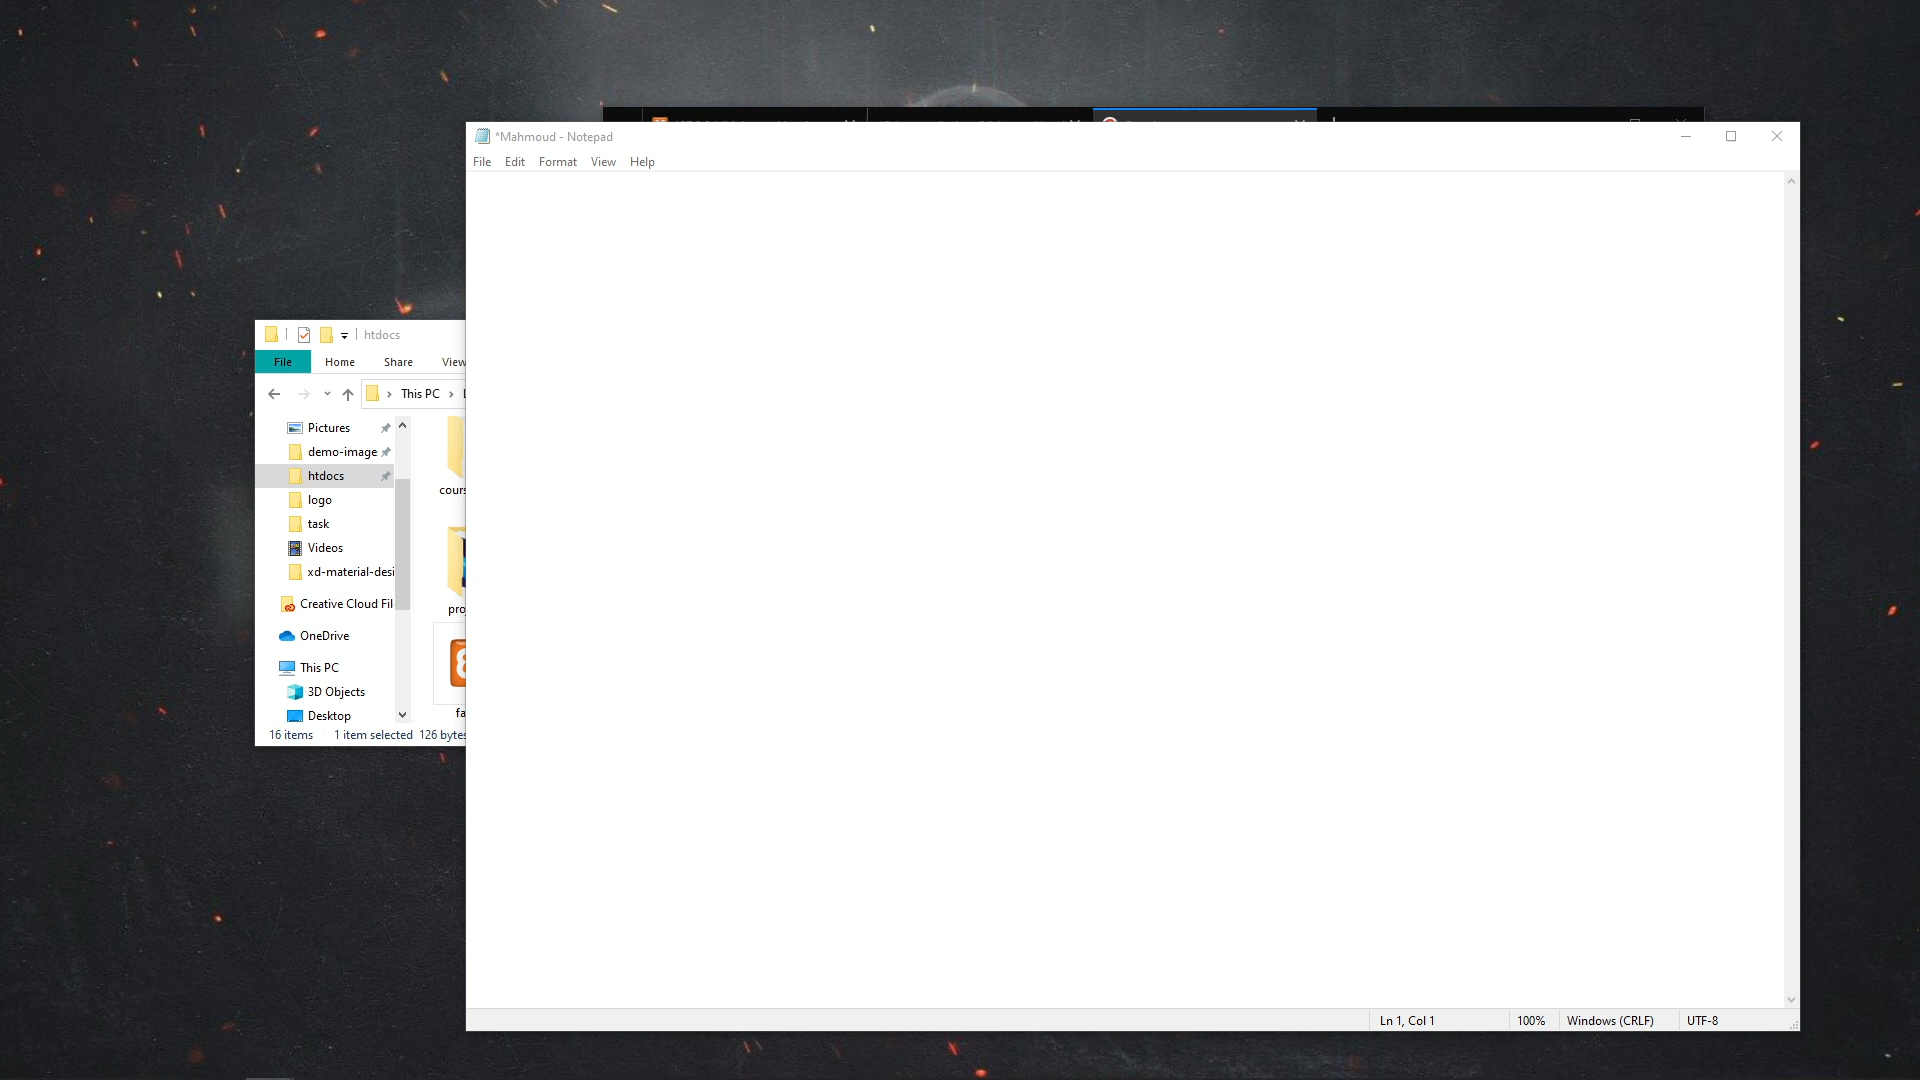 *Mahmoud - Notepad
File Edit Format View Help
htdocs
File Home Share View
This PC
Pictures
demo-image
htdocs
logo
task
Videos
xd-material-desi
Creative Cloud Fil
OneDrive
This PC
3D Objects
Desktop
cours
pro
fa
16 items 1 item selected 126 bytes
Ln 1, Col 1 100% Windows (CRLF) UTF-8